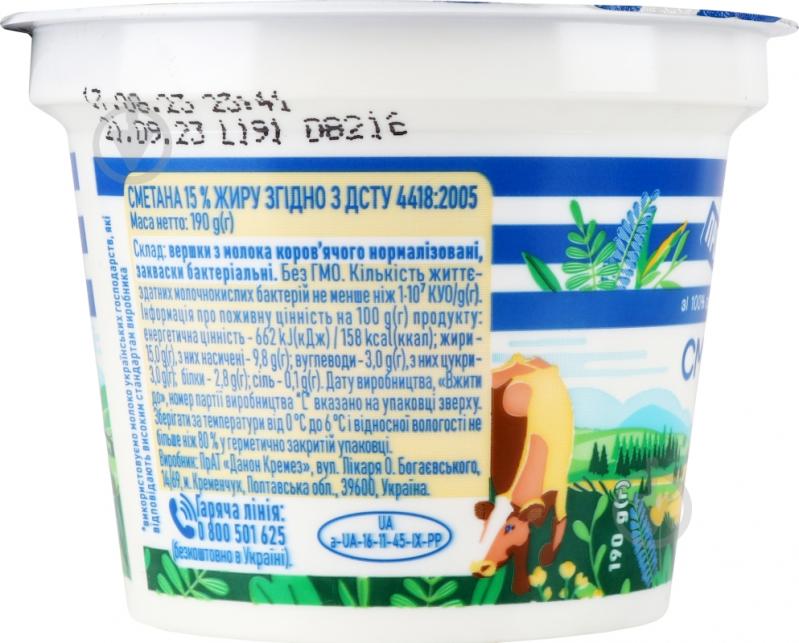 .08.23 23:41
21.09.23 L191 08216
СМЕТАНА 15 % ЖИРУ ЗГІДНО З ДСТУ 4418:2005
Маса нетто: 190 g(г)
Склад: вершки з молока коров'ячого нормалізовані,
закваски бактеріальні. Без ГМО. Кількість життє-
здатних молочнокислих бактерій не менше ніж 1·10⁷ КУО/g(г).
Інформація про поживну цінність на 100 g(г) продукту:
енергетична цінність - 662 kJ(кДж) / 158 kcal(ккал); жири -
15,0 g(г), з них насичені - 9,8 g(г); вуглеводи - 3,0 g(г), з них цукри-
3,0 g(г); білки - 2,8 g(г); сіль - 0,1 g(г). Дату виробництва, «Вжити
до», номер партії виробництва "L" вказано на упаковці зверху.
Зберігати за температури від 0 °C до 6 °C і відносної вологості не
більше ніж 80 % у герметично закритій упаковці.
Виробник: ПрАТ «Данон Кремез», вул. Лікаря О. Богаєвського,
14/69, м. Кременчук, Полтавська обл., 39600, Україна.
Гаряча лінія:
0 800 501 625
(безкоштовно в Україні).
UA
a-UA-16-11-45-IX-PP
*використовуємо молоко українських господарств, які
відповідають високим стандартам виробника
зі 100%
СМ
190 g(г)